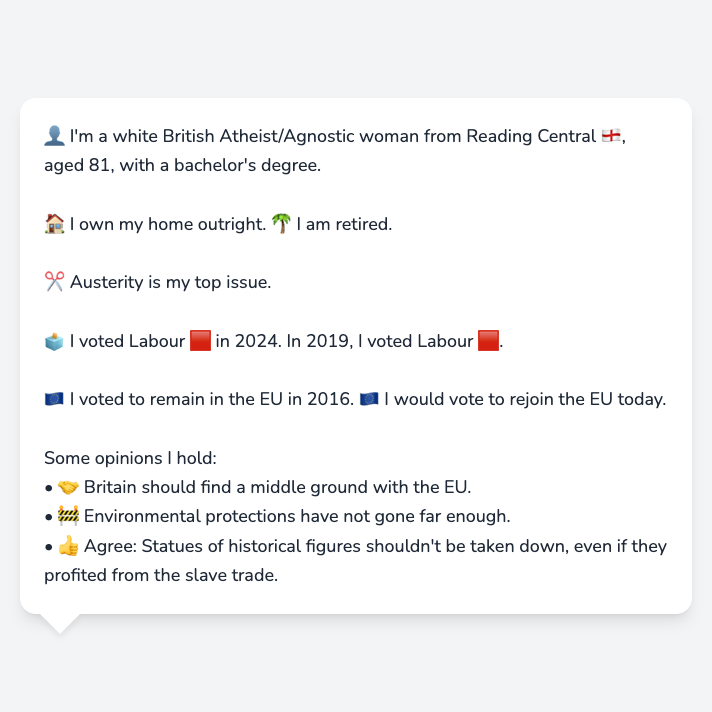 👤 I'm a white British Atheist/Agnostic woman from Reading Central 🏴󠁧󠁢󠁥󠁮󠁧󠁿,
aged 81, with a bachelor's degree.
🏠 I own my home outright. 🌴 I am retired.
✂️ Austerity is my top issue.
🗳️ I voted Labour 🟥 in 2024. In 2019, I voted Labour 🟥.
🇪🇺 I voted to remain in the EU in 2016. 🇪🇺 I would vote to rejoin the EU today.
Some opinions I hold:
• 🤝 Britain should find a middle ground with the EU.
• 🚧 Environmental protections have not gone far enough.
• 👍 Agree: Statues of historical figures shouldn't be taken down, even if they
profited from the slave trade.